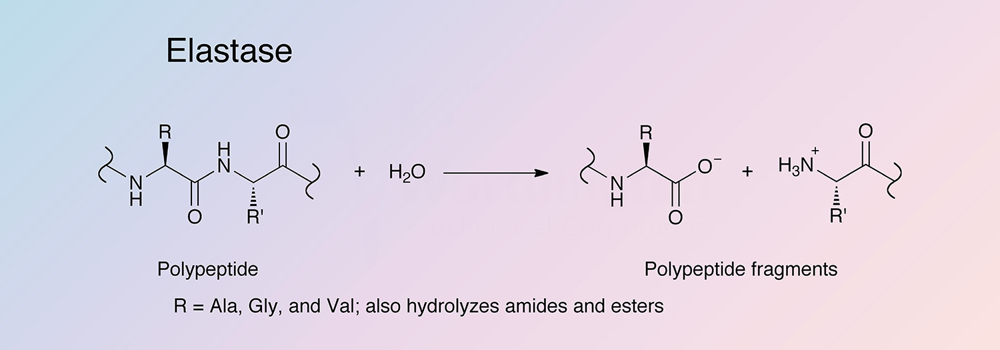 Elastase
R
H
N
O
N
H
O
R'
+
H₂O
R
O⁻
N
H
O
+
H₃N⁺
O
R'
Polypeptide
Polypeptide fragments
R = Ala, Gly, and Val; also hydrolyzes amides and esters